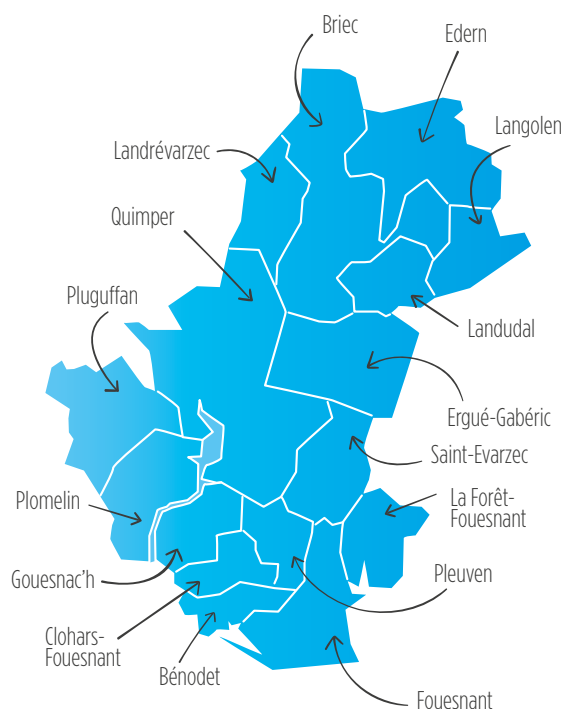 Briec
Edern
Langolen
Landrévarzec
Quimper
Pluguffan
Landudal
Ergué-Gabéric
Saint-Evarzec
La Forêt-
Fouesnant
Plomelin
Gouesnac'h
Pleuven
Clohars-
Fouesnant
Bénodet
Fouesnant